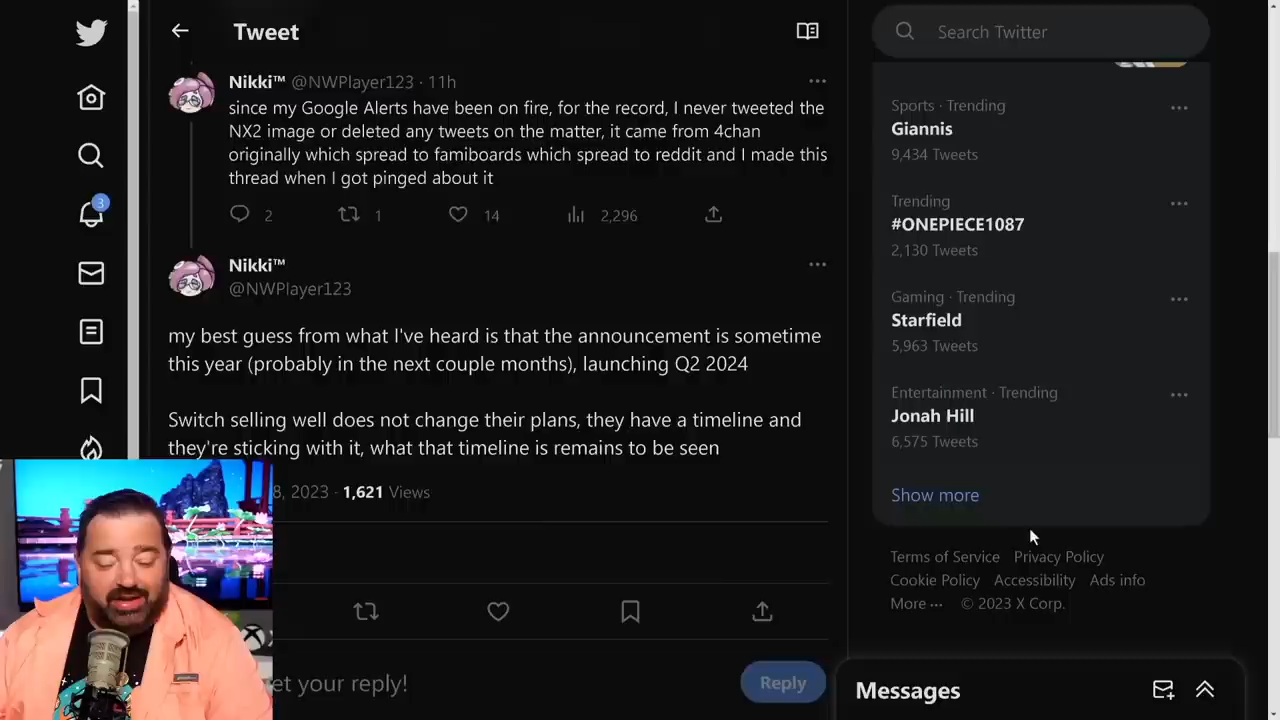 Tweet
Nikki™ @NWPlayer123 · 11h
since my Google Alerts have been on fire, for the record, I never tweeted the
NX2 image or deleted any tweets on the matter, it came from 4chan
originally which spread to famiboards which spread to reddit and I made this
thread when I got pinged about it
2
1
14
2,296
Nikki™
@NWPlayer123
my best guess from what I've heard is that the announcement is sometime
this year (probably in the next couple months), launching Q2 2024
Switch selling well does not change their plans, they have a timeline and
they're sticking with it, what that timeline is remains to be seen
8, 2023 · 1,621 Views
et your reply!
Reply
3
Search Twitter
Sports · Trending
Giannis
9,434 Tweets
Trending
#ONEPIECE1087
2,130 Tweets
Gaming · Trending
Starfield
5,963 Tweets
Entertainment · Trending
Jonah Hill
6,575 Tweets
Show more
Terms of Service Privacy Policy
Cookie Policy Accessibility Ads info
More ··· © 2023 X Corp.
Messages